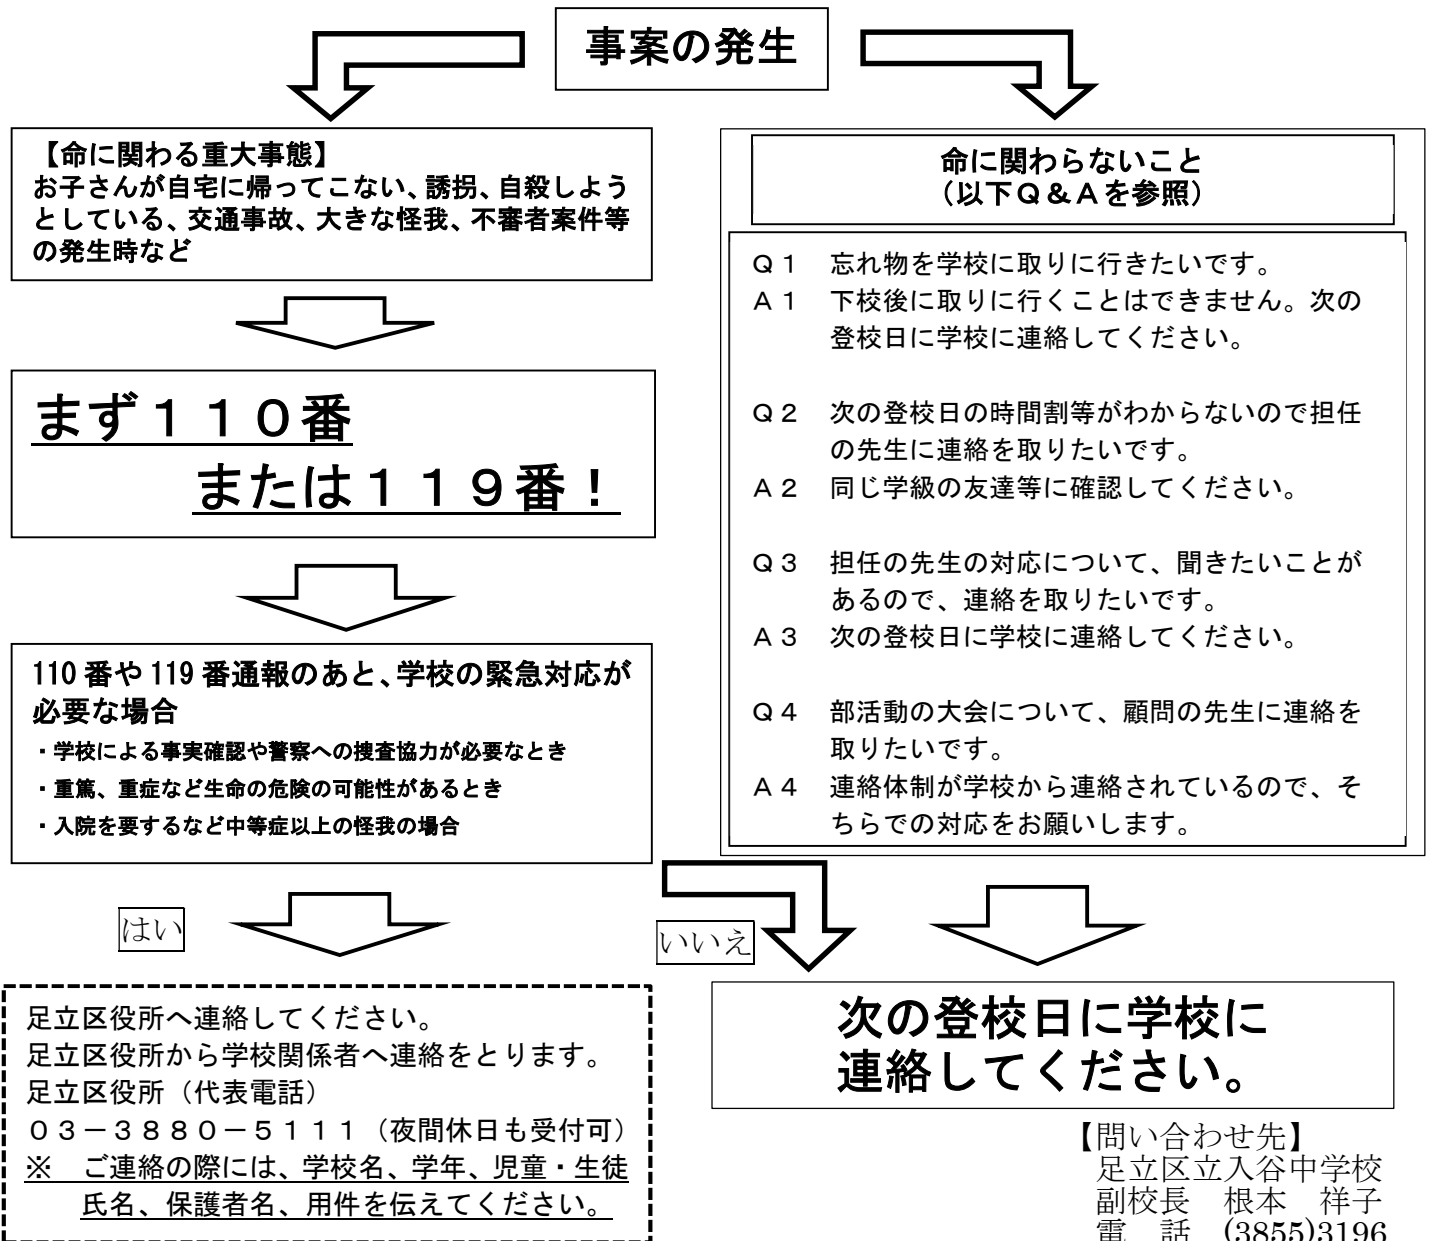 事案の発生
【命に関わる重大事態】
お子さんが自宅に帰ってこない、誘拐、自殺しよう
としている、交通事故、大きな怪我、不審者案件等
の発生時など
まず１１０番
または１１９番！
110番や119番通報のあと、学校の緊急対応が
必要な場合
・学校による事実確認や警察への捜査協力が必要なとき
・重篤、重症など生命の危険の可能性があるとき
・入院を要するなど中等症以上の怪我の場合
はい
いいえ
足立区役所へ連絡してください。
足立区役所から学校関係者へ連絡をとります。
足立区役所（代表電話）
０３－３８８０－５１１１（夜間休日も受付可）
※　ご連絡の際には、学校名、学年、児童・生徒
氏名、保護者名、用件を伝えてください。
命に関わらないこと
（以下Ｑ＆Ａを参照）
Ｑ１　忘れ物を学校に取りに行きたいです。
Ａ１　下校後に取りに行くことはできません。次の
登校日に学校に連絡してください。
Ｑ２　次の登校日の時間割等がわからないので担任
の先生に連絡を取りたいです。
Ａ２　同じ学級の友達等に確認してください。
Ｑ３　担任の先生の対応について、聞きたいことが
あるので、連絡を取りたいです。
Ａ３　次の登校日に学校に連絡してください。
Ｑ４　部活動の大会について、顧問の先生に連絡を
取りたいです。
Ａ４　連絡体制が学校から連絡されているので、そ
ちらでの対応をお願いします。
次の登校日に学校に
連絡してください。
【問い合わせ先】
足立区立入谷中学校
副校長　根本　祥子
電　話　(3855)3196